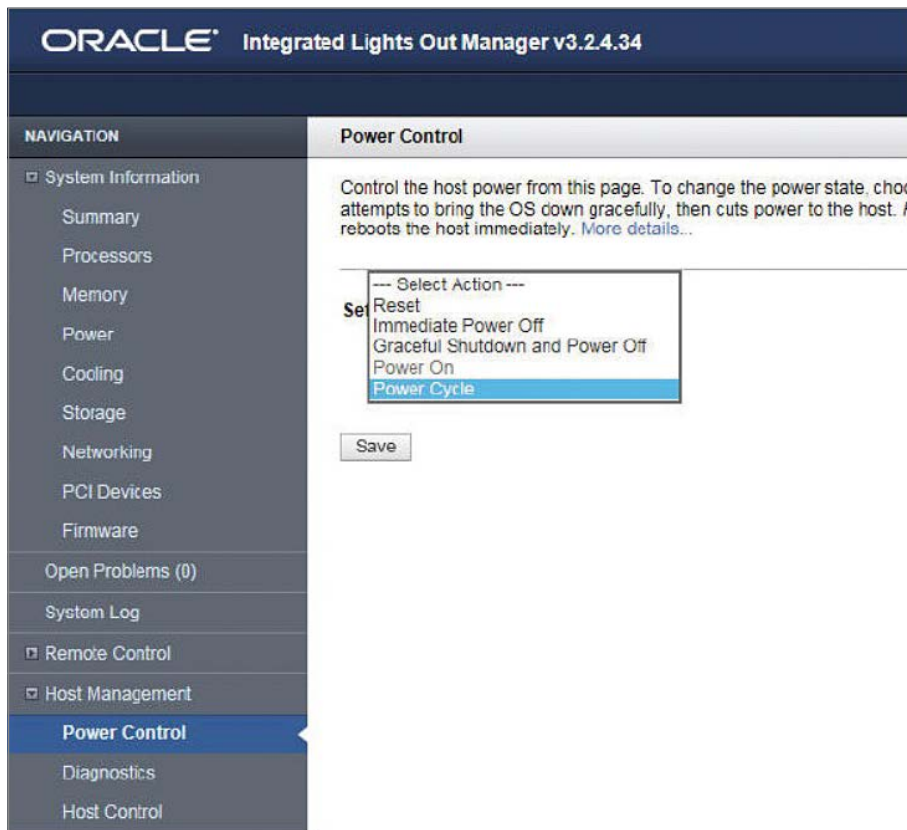 ORACLE Integrated Lights Out Manager v3.2.4.34
NAVIGATION
System Information
Summary
Processors
Memory
Power
Cooling
Storage
Networking
PCI Devices
Firmware
Open Problems (0)
System Log
Remote Control
Host Management
Power Control
Diagnostics
Host Control
Power Control
Control the host power from this page. To change the power state, choo
attempts to bring the OS down gracefully, then cuts power to the host.
reboots the host immediately. More details...
Set
--- Select Action ---
Reset
Immediate Power Off
Graceful Shutdown and Power Off
Power On
Power Cycle
Save